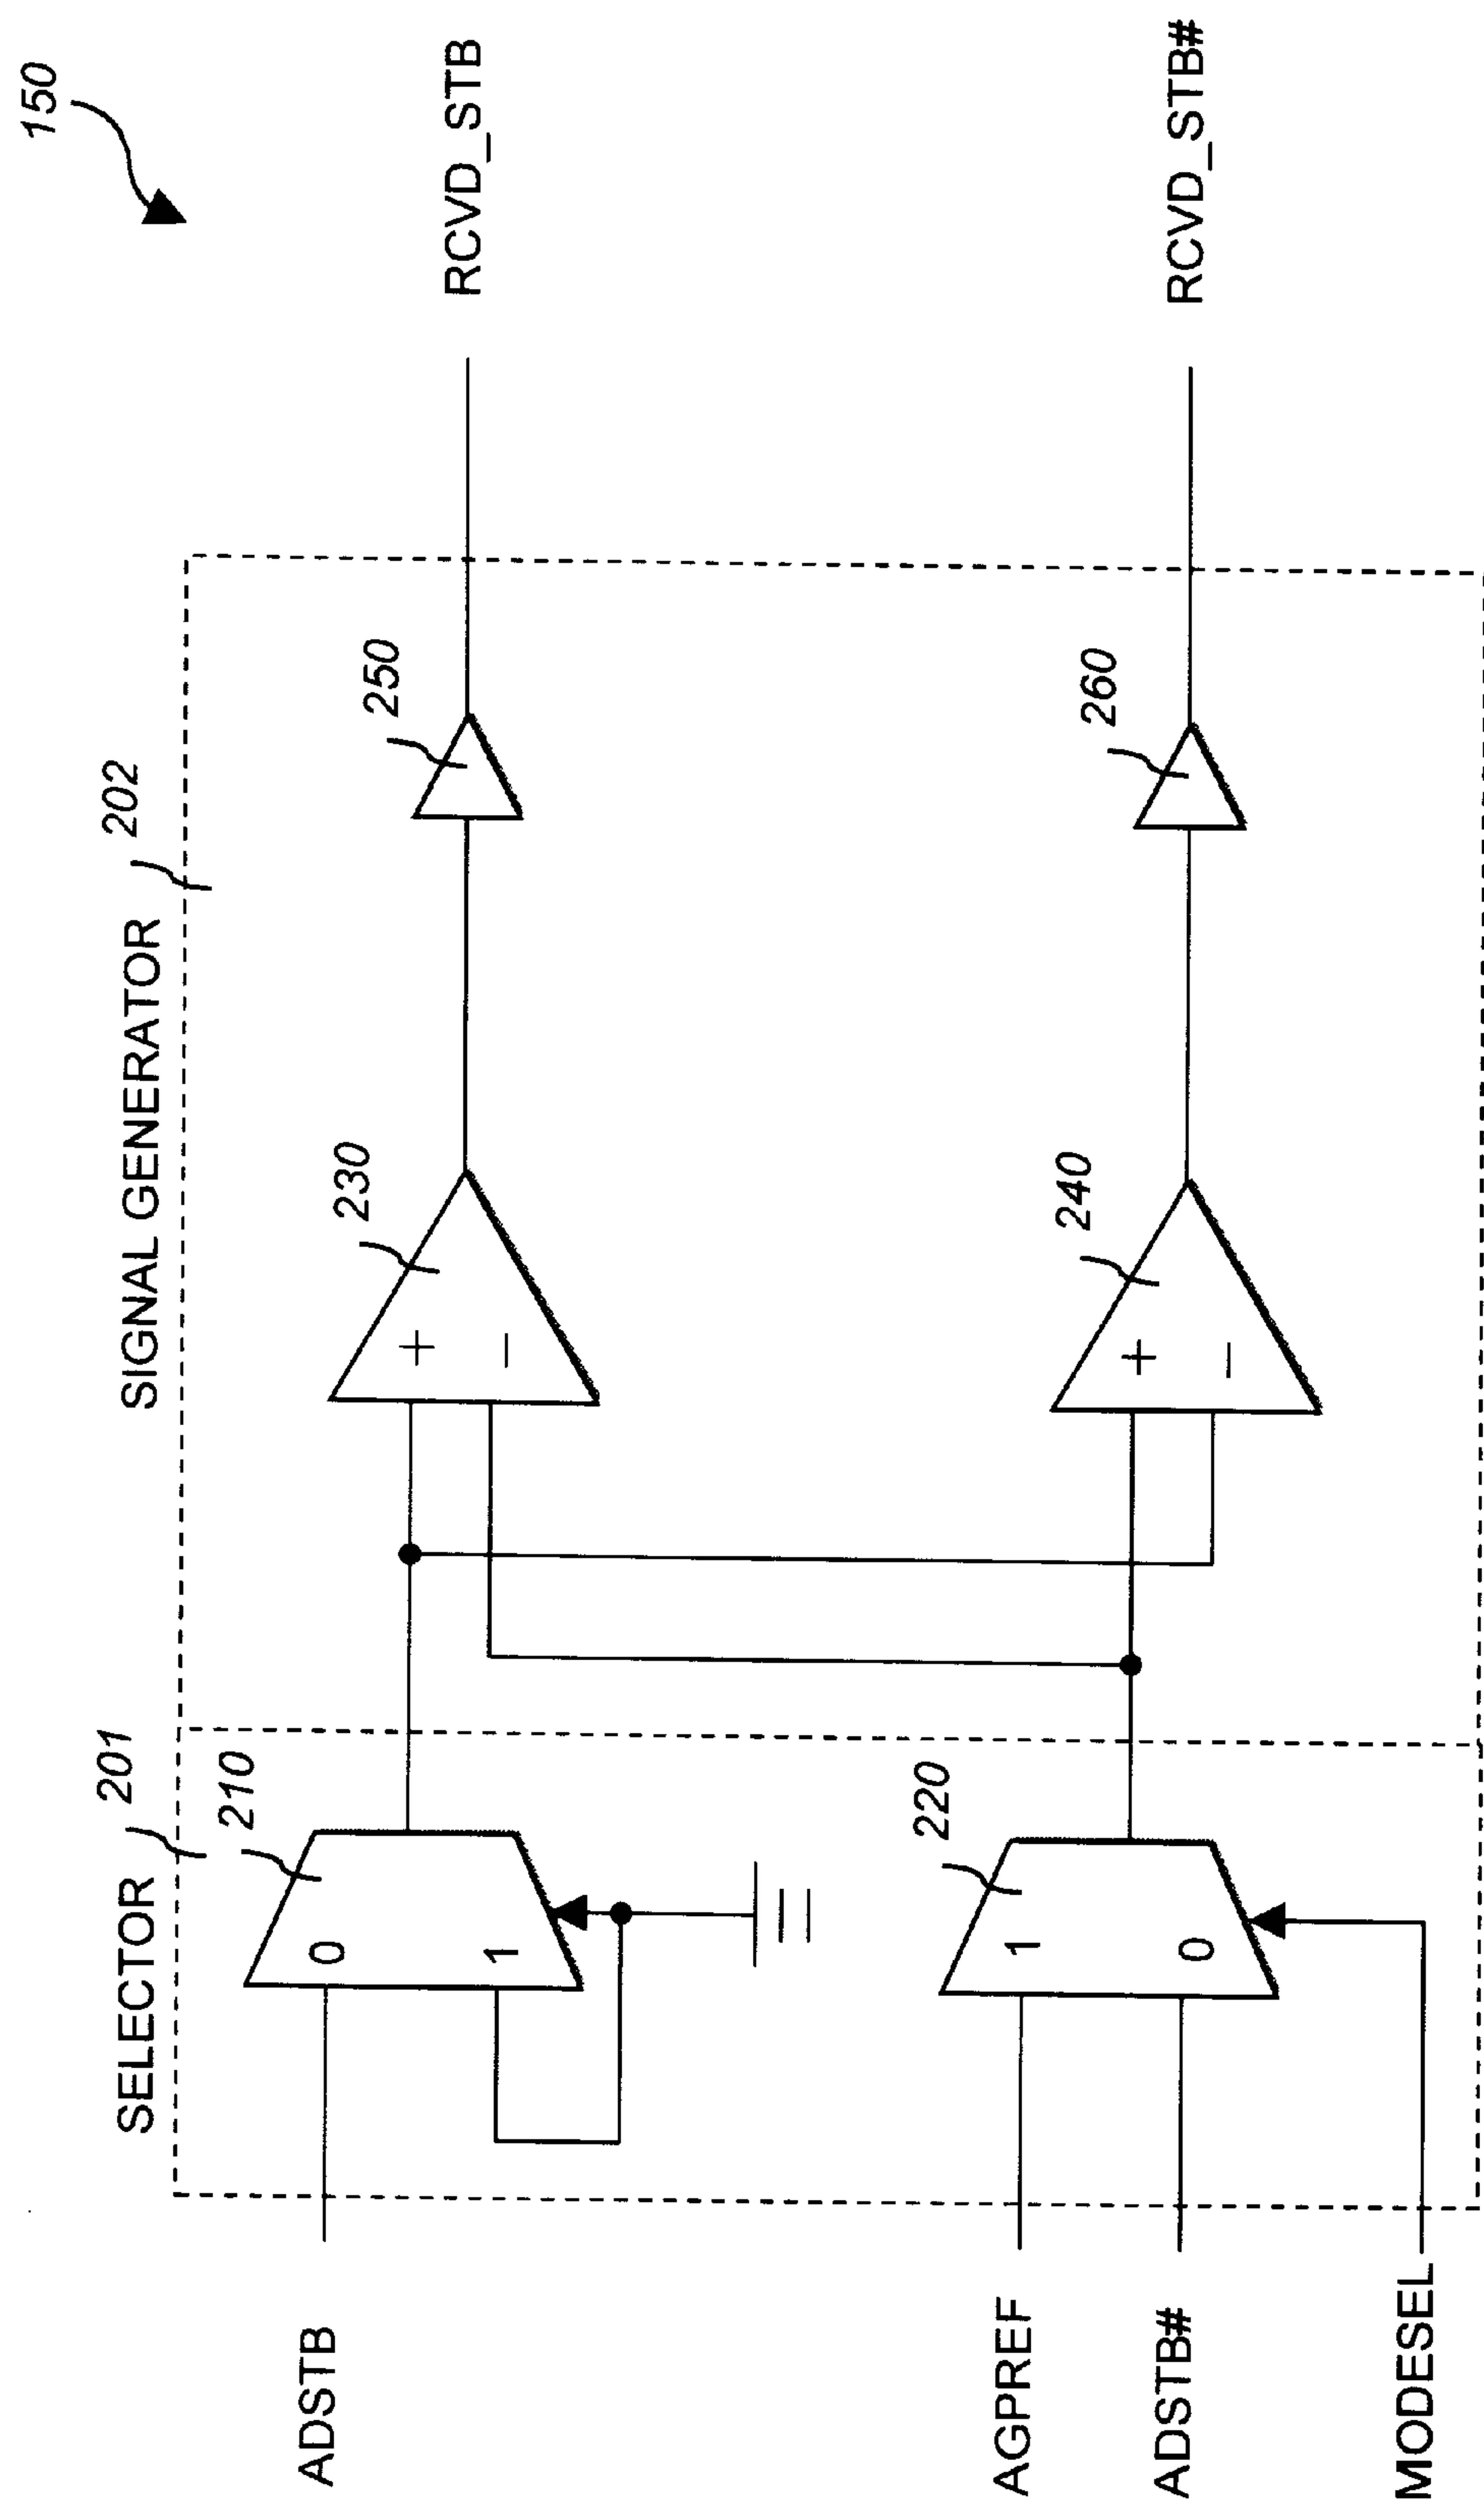 150
SELECTOR 201
SIGNAL GENERATOR 202
210
0
1
220
1
0
230
+
−
240
+
−
250
260
ADSTB
AGPREF
ADSTB#
MODESEL
RCVD_STB
RCVD_STB#